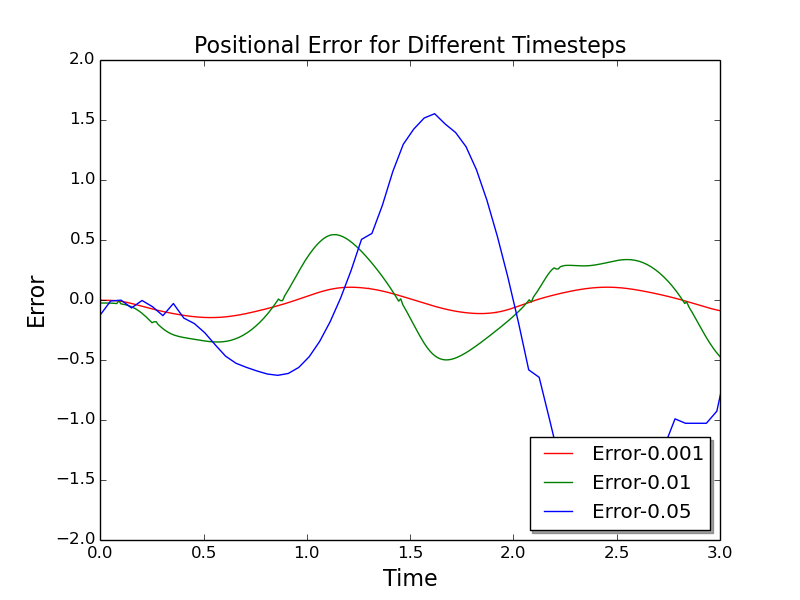 Positional Error for Different Timesteps
2.0
1.5
1.0
0.5
0.0
−0.5
−1.0
−1.5
−2.0
Error
0.0 0.5 1.0 1.5 2.0 2.5 3.0
Time
Error-0.001
Error-0.01
Error-0.05